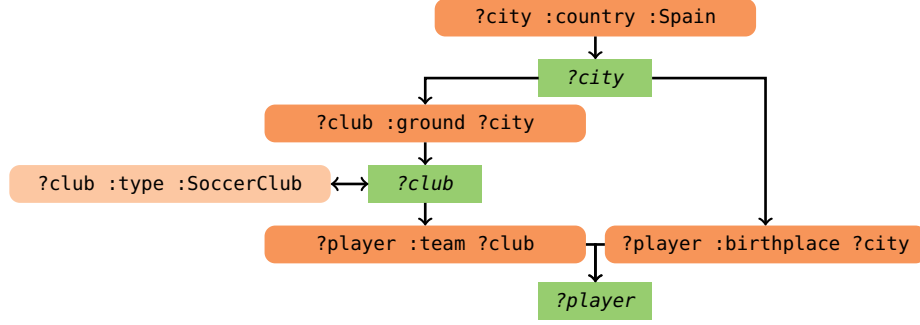 ?city :country :Spain
?city
?club :ground ?city
?club :type :SoccerClub
?club
?player :team ?club
?player :birthplace ?city
?player